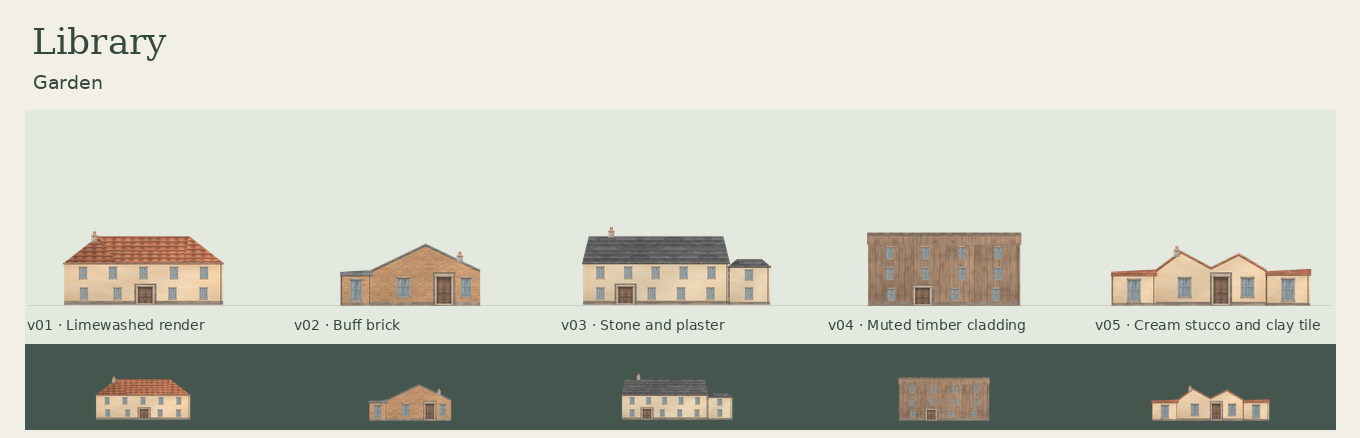 Library
Garden
v01 · Limewashed render
v02 · Buff brick
v03 · Stone and plaster
v04 · Muted timber cladding
v05 · Cream stucco and clay tile